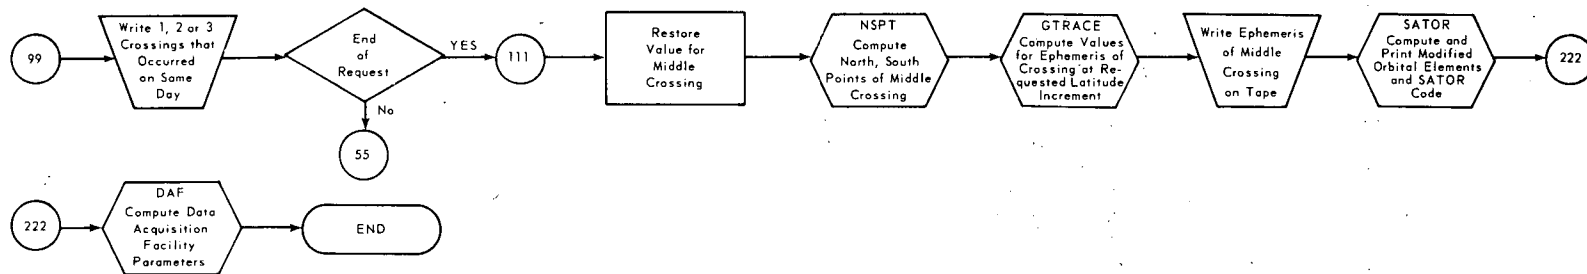 99
Write 1, 2 or 3
Crossings that
Occurred
on Same
Day
End
of
Request
YES
No
55
111
Restore
Value for
Middle
Crossing
NSPT
Compute
North, South
Points of Middle
Crossing
GTRACE
Compute Values
for Ephemeris of
Crossing at Re-
quested Latitude
Increment
Write Ephemeris
of Middle
Crossing
on Tape
SATOR
Compute and
Print Modified
Orbital Elements
and SATOR
Code
222
222
DAF
Compute Data
Acquisition
Facility
Parameters
END